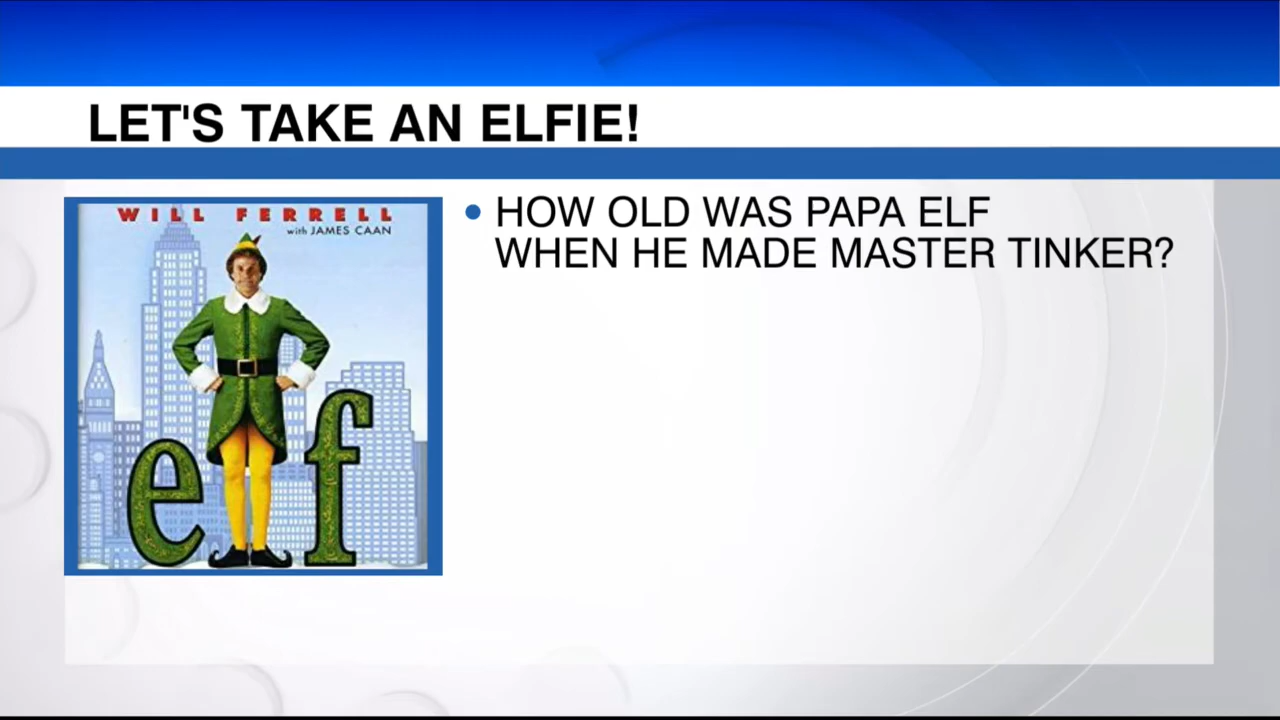 LET'S TAKE AN ELFIE!
WILL FERRELL
with JAMES CAAN
elf
• HOW OLD WAS PAPA ELF
WHEN HE MADE MASTER TINKER?